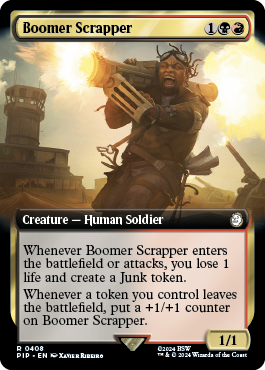 Boomer Scrapper 1
Creature — Human Soldier
Whenever Boomer Scrapper enters
the battlefield or attacks, you lose 1
life and create a Junk token.
Whenever a token you control leaves
the battlefield, put a +1/+1 counter
on Boomer Scrapper.
1/1
R 0408
PIP • EN Xavier Ribeiro
©2024 BSW
™ & © 2024 Wizards of the Coast